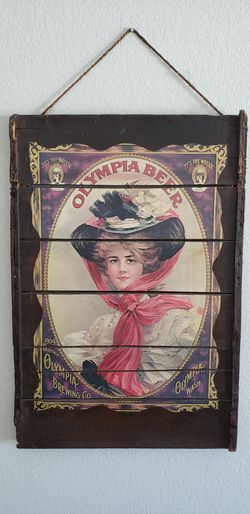 "IT'S THE WATER"
"IT'S THE WATER"
OLYMPIA BEER
OLYMPIA
BREWING CO.
OLYMPIA,
WASH.